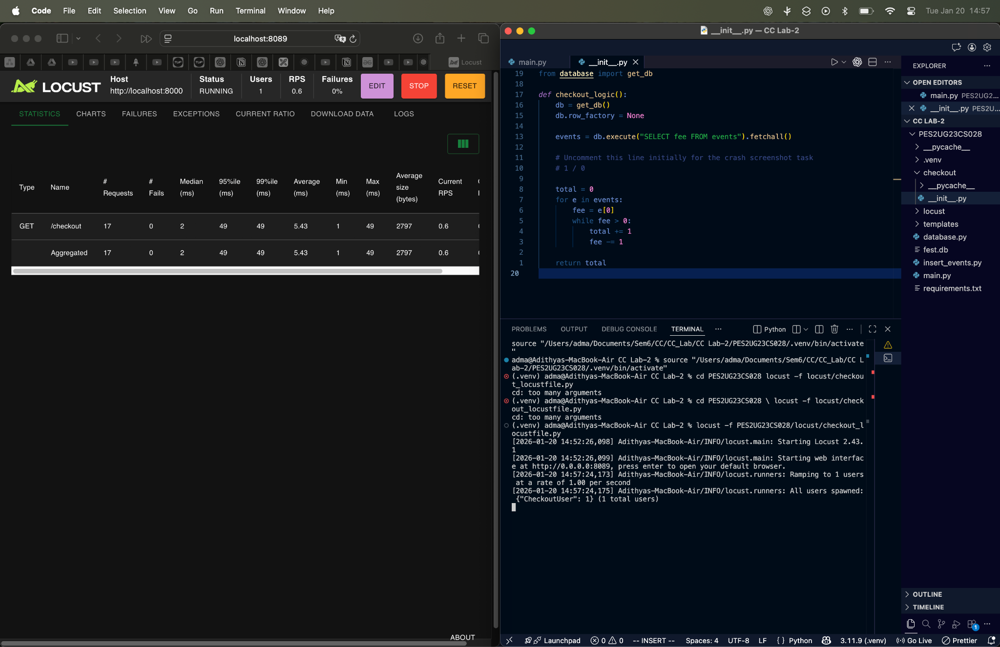 Code File Edit Selection View Go Run Terminal Window Help Tue Jan 20 14:57
localhost:8089
Locust
LOCUST
Host
http://localhost:8000
Status
RUNNING
Users
1
RPS
0.6
Failures
0%
EDIT
STOP
RESET
STATISTICS CHARTS FAILURES EXCEPTIONS CURRENT RATIO DOWNLOAD DATA LOGS
Type Name # Requests # Fails Median (ms) 95%ile (ms) 99%ile (ms) Average (ms) Min (ms) Max (ms) Average size (bytes) Current RPS
GET /checkout 17 0 2 49 49 5.43 1 49 2797 0.6
Aggregated 17 0 2 49 49 5.43 1 49 2797 0.6
ABOUT
__init__.py — CC Lab-2
main.py __init__.py
19 from database import get_db
18
17 def checkout_logic():
16 db = get_db()
15 db.row_factory = None
14
13 events = db.execute("SELECT fee FROM events").fetchall()
12
11 # Uncomment this line initially for the crash screenshot task
10 # 1 / 0
9
8 total = 0
7 for e in events:
6 fee = e[0]
5 while fee > 0:
4 total += 1
3 fee -= 1
2
1 return total
20
PROBLEMS OUTPUT DEBUG CONSOLE TERMINAL Python
source "/Users/adma/Documents/Sem6/CC/CC_Lab/CC Lab-2/PES2UG23CS028/.venv/bin/activate
"
adma@Adithyas-MacBook-Air CC Lab-2 % source "/Users/adma/Documents/Sem6/CC/CC_Lab/CC L
ab-2/PES2UG23CS028/.venv/bin/activate"
(.venv) adma@Adithyas-MacBook-Air CC Lab-2 % cd PES2UG23CS028 locust -f locust/checkou
t_locustfile.py
cd: too many arguments
(.venv) adma@Adithyas-MacBook-Air CC Lab-2 % cd PES2UG23CS028 \ locust -f locust/check
out_locustfile.py
cd: too many arguments
(.venv) adma@Adithyas-MacBook-Air CC Lab-2 % locust -f PES2UG23CS028/locust/checkout_l
ocustfile.py
[2026-01-20 14:52:26,098] Adithyas-MacBook-Air/INFO/locust.main: Starting Locust 2.43.
1
[2026-01-20 14:52:26,099] Adithyas-MacBook-Air/INFO/locust.main: Starting web interfac
e at http://0.0.0.0:8089, press enter to open your default browser.
[2026-01-20 14:57:24,173] Adithyas-MacBook-Air/INFO/locust.runners: Ramping to 1 users
at a rate of 1.00 per second
[2026-01-20 14:57:24,175] Adithyas-MacBook-Air/INFO/locust.runners: All users spawned:
{"CheckoutUser": 1} (1 total users)
EXPLORER
OPEN EDITORS
main.py PES2UG2...
__init__.py PES2U...
CC LAB-2
PES2UG23CS028
__pycache__
.venv
checkout
__pycache__
__init__.py
locust
templates
database.py
fest.db
insert_events.py
main.py
requirements.txt
OUTLINE
TIMELINE
1
Launchpad 0 0 -- INSERT -- Spaces: 4 UTF-8 LF { } Python 3.11.9 (.venv) Go Live Prettier